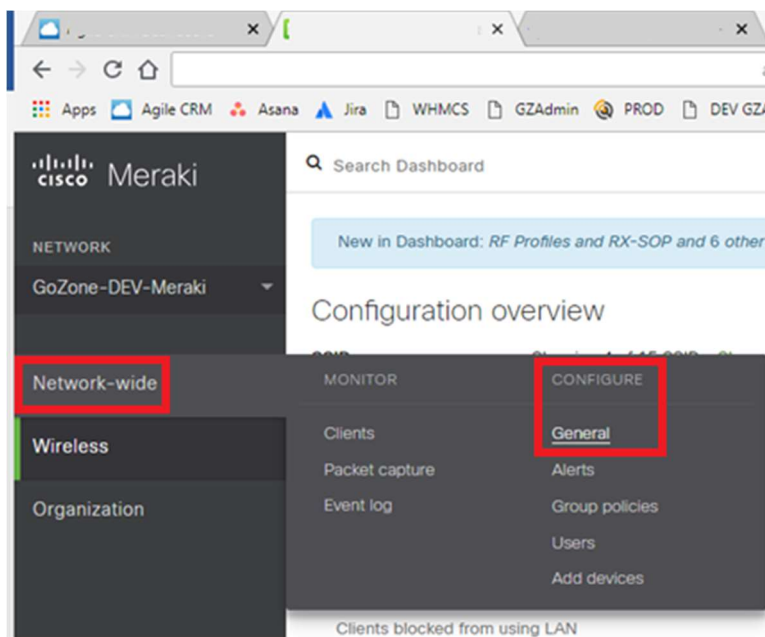 Apps Agile CRM Asana Jira WHMCS GZAdmin PROD DEV GZA
cisco Meraki
Search Dashboard
NETWORK
New in Dashboard: RF Profiles and RX-SOP and 6 other
GoZone-DEV-Meraki
Configuration overview
Network-wide
MONITOR
CONFIGURE
Clients
General
Packet capture
Alerts
Event log
Group policies
Users
Add devices
Wireless
Organization
Clients blocked from using LAN